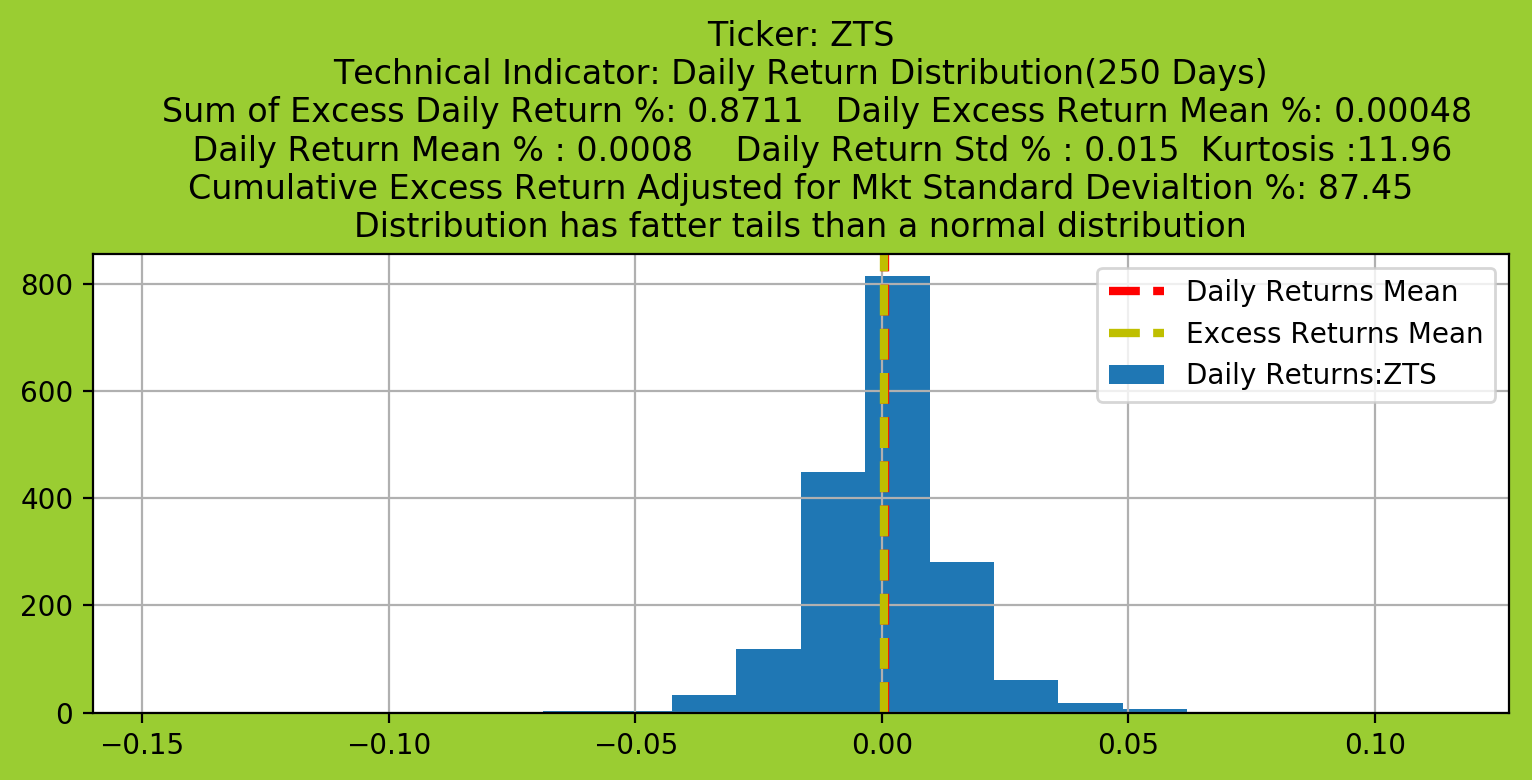 Ticker: ZTS
Technical Indicator: Daily Return Distribution(250 Days)
Sum of Excess Daily Return %: 0.8711   Daily Excess Return Mean %: 0.00048
Daily Return Mean % : 0.0008    Daily Return Std % : 0.015  Kurtosis :11.96
Cumulative Excess Return Adjusted for Mkt Standard Devialtion %: 87.45
Distribution has fatter tails than a normal distribution
800
600
400
200
0
Daily Returns Mean
Excess Returns Mean
Daily Returns:ZTS
−0.15 −0.10 −0.05 0.00 0.05 0.10